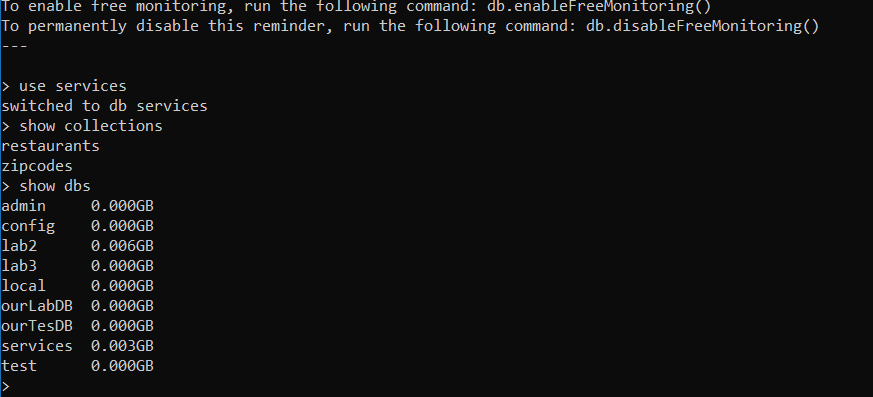 To enable free monitoring, run the following command: db.enableFreeMonitoring()
To permanently disable this reminder, run the following command: db.disableFreeMonitoring()
---
> use services
switched to db services
> show collections
restaurants
zipcodes
> show dbs
admin     0.000GB
config    0.000GB
lab2      0.006GB
lab3      0.000GB
local     0.000GB
ourLabDB  0.000GB
ourTesDB  0.000GB
services  0.003GB
test      0.000GB
>